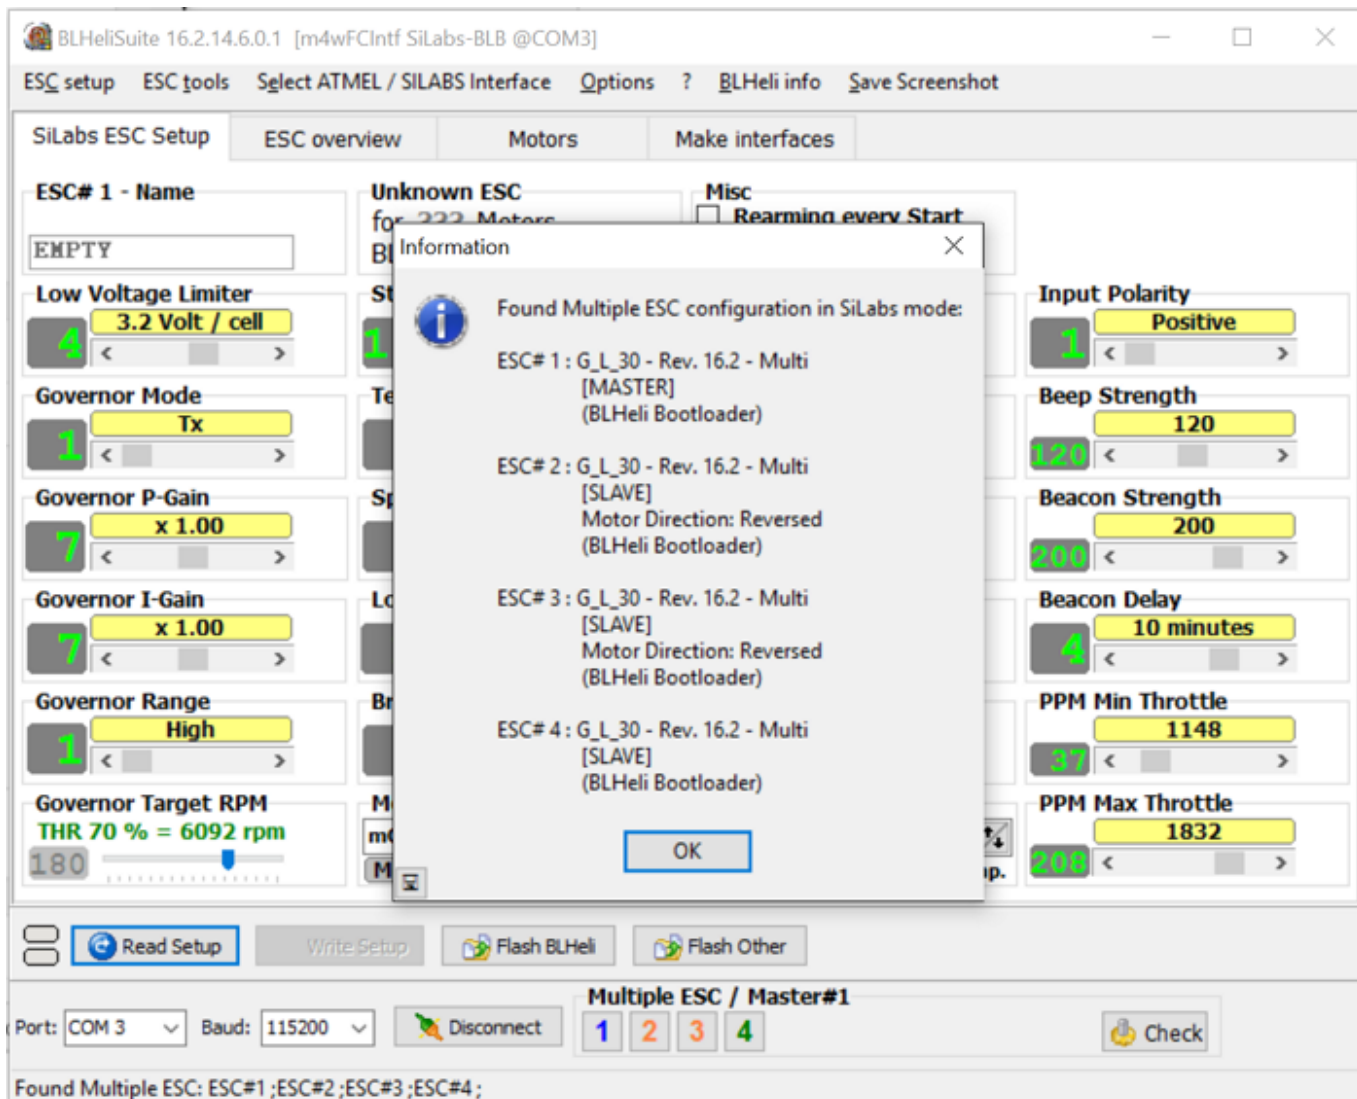 BLHeliSuite 16.2.14.6.0.1 [m4wFCIntf SiLabs-BLB @COM3]
ESC setup ESC tools Select ATMEL / SILABS Interface Options ? BLHeli info Save Screenshot
SiLabs ESC Setup ESC overview Motors Make interfaces
ESC# 1 - Name
EMPTY
Unknown ESC
for ??? Motors
Misc
Rearming every Start
Low Voltage Limiter
3.2 Volt / cell
4
Governor Mode
Tx
1
Governor P-Gain
x 1.00
7
Governor I-Gain
x 1.00
7
Governor Range
High
1
Governor Target RPM
THR 70 % = 6092 rpm
180
Information
Found Multiple ESC configuration in SiLabs mode:
ESC# 1 : G_L_30 - Rev. 16.2 - Multi
[MASTER]
(BLHeli Bootloader)
ESC# 2 : G_L_30 - Rev. 16.2 - Multi
[SLAVE]
Motor Direction: Reversed
(BLHeli Bootloader)
ESC# 3 : G_L_30 - Rev. 16.2 - Multi
[SLAVE]
Motor Direction: Reversed
(BLHeli Bootloader)
ESC# 4 : G_L_30 - Rev. 16.2 - Multi
[SLAVE]
(BLHeli Bootloader)
OK
Input Polarity
Positive
1
Beep Strength
120
120
Beacon Strength
200
200
Beacon Delay
10 minutes
4
PPM Min Throttle
1148
37
PPM Max Throttle
1832
208
Read Setup Write Setup Flash BLHeli Flash Other
Multiple ESC / Master#1
Port: COM 3 Baud: 115200 Disconnect 1 2 3 4 Check
Found Multiple ESC: ESC#1 ;ESC#2 ;ESC#3 ;ESC#4 ;